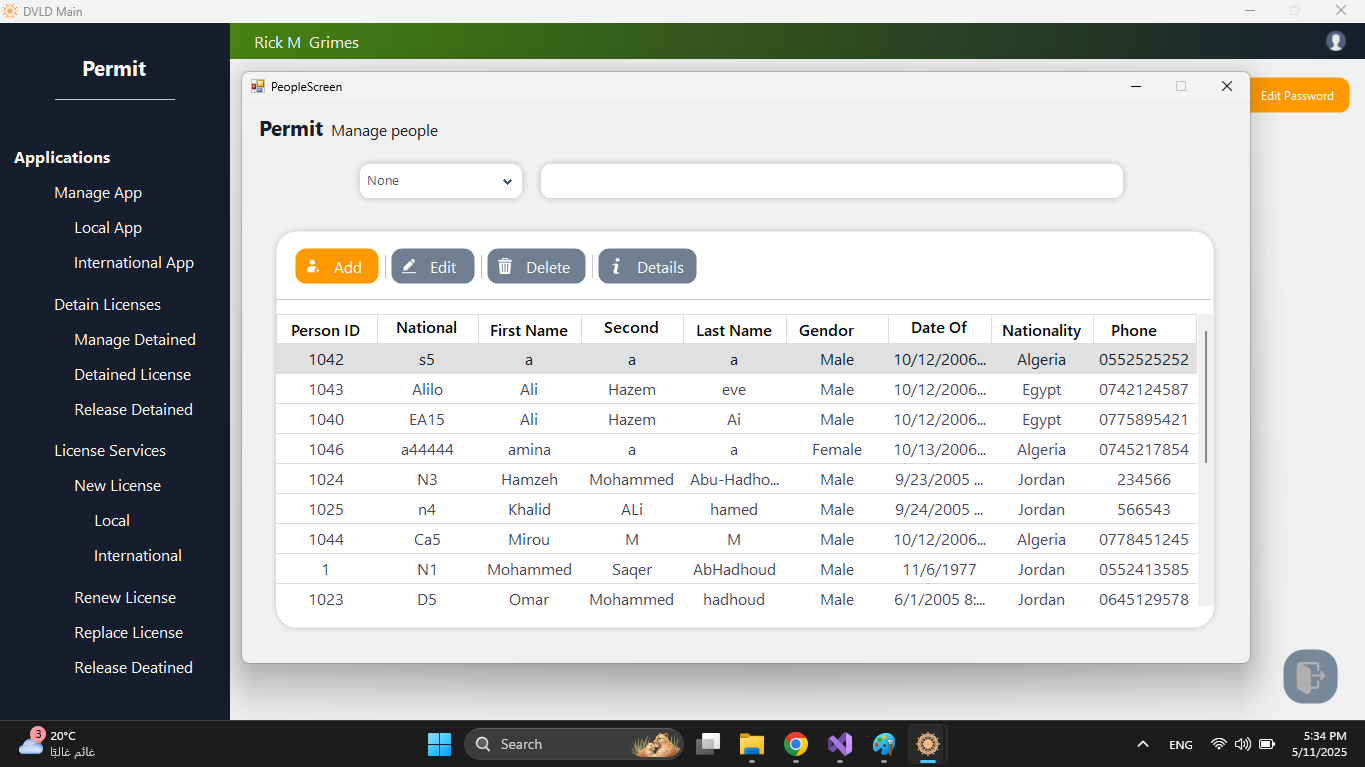 DVLD Main
Permit
Rick M Grimes
Edit Password
Applications
Manage App
Local App
International App
Detain Licenses
Manage Detained
Detained License
Release Detained
License Services
New License
Local
International
Renew License
Replace License
Release Deatined
PeopleScreen
Permit Manage people
None
Add Edit Delete Details
Person ID National First Name Second Last Name Gendor Date Of Nationality Phone
1042 s5 a a a Male 10/12/2006... Algeria 0552525252
1043 Alilo Ali Hazem eve Male 10/12/2006... Egypt 0742124587
1040 EA15 Ali Hazem Ai Male 10/12/2006... Egypt 0775895421
1046 a44444 amina a a Female 10/13/2006... Algeria 0745217854
1024 N3 Hamzeh Mohammed Abu-Hadho... Male 9/23/2005 ... Jordan 234566
1025 n4 Khalid ALi hamed Male 9/24/2005 ... Jordan 566543
1044 Ca5 Mirou M M Male 10/12/2006... Algeria 0778451245
1 N1 Mohammed Saqer AbHadhoud Male 11/6/1977 Jordan 0552413585
1023 D5 Omar Mohammed hadhoud Male 6/1/2005 8:... Jordan 0645129578
3
20°C
غائم غالبًا
Search
ENG
5:34 PM
5/11/2025